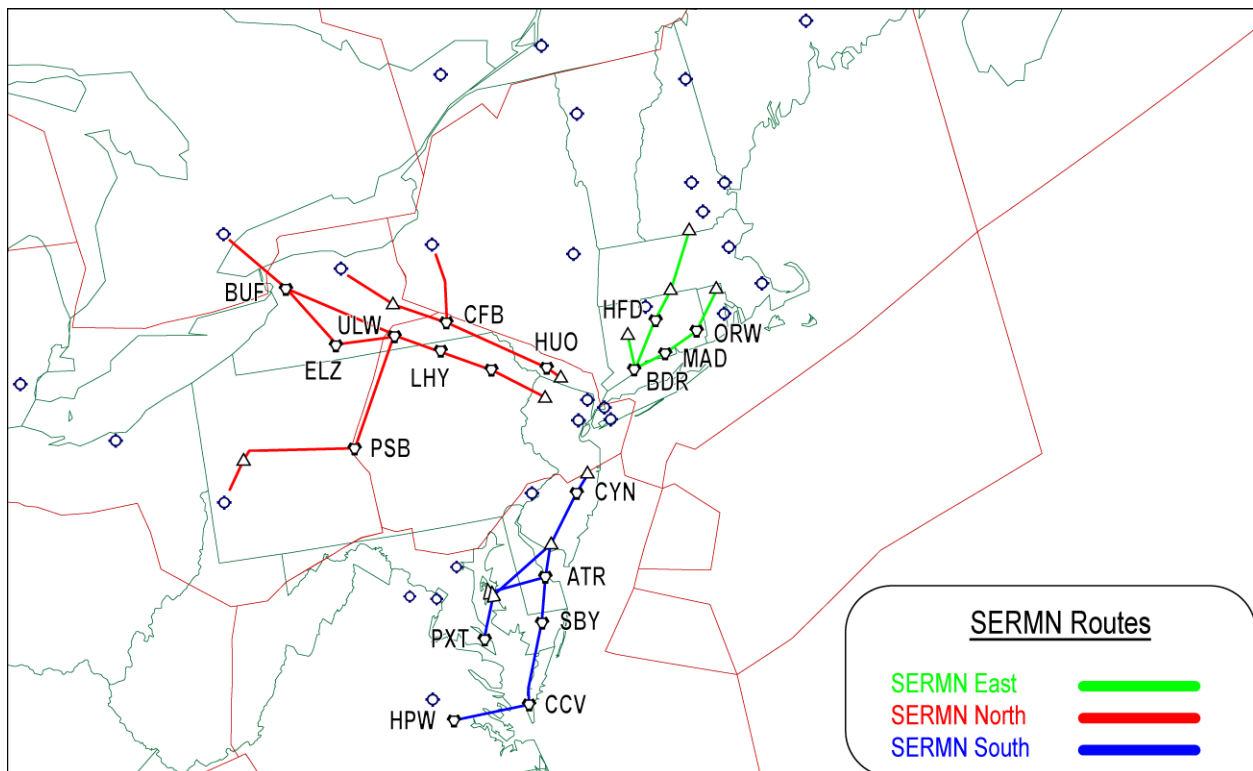 BUF
ULW
CFB
HFD
ORW
ELZ
LHY
HUO
MAD
BDR
PSB
CYN
ATR
SBY
PXT
CCV
HPW
SERMN Routes
SERMN East
SERMN North
SERMN South